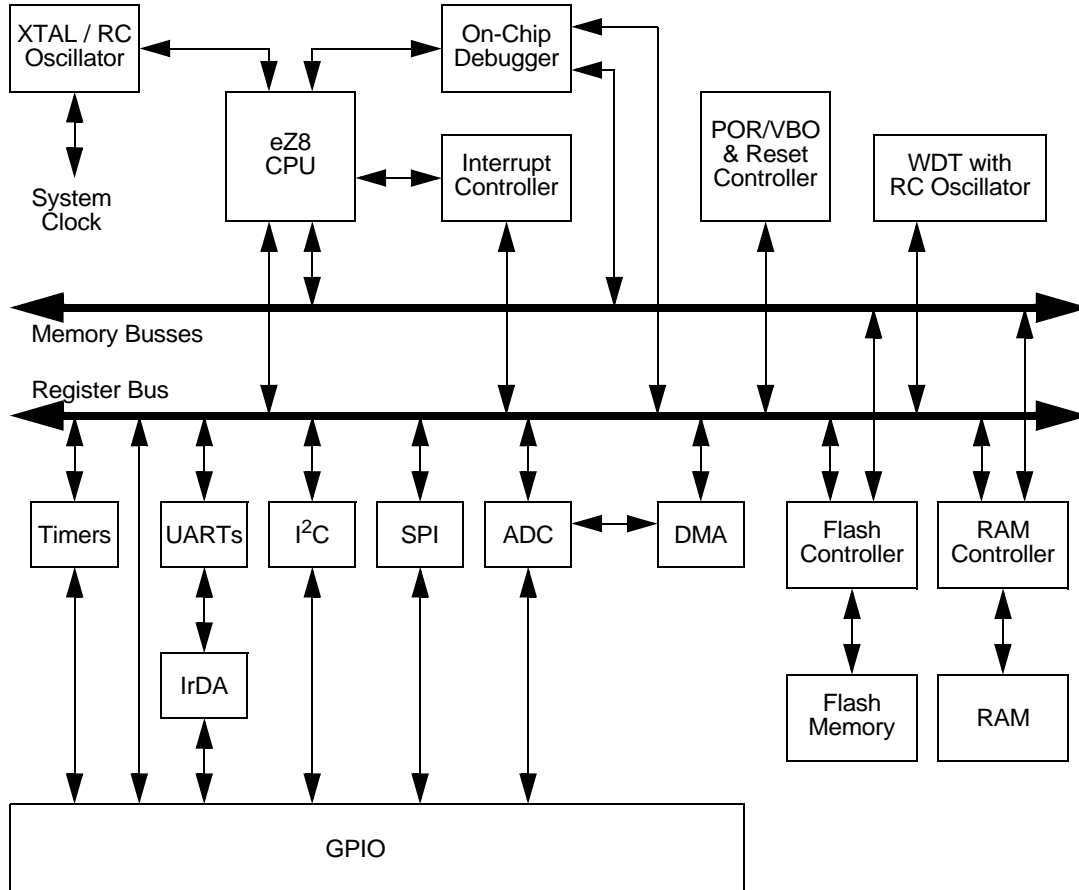 XTAL / RC
Oscillator
On-Chip
Debugger
eZ8
CPU
Interrupt
Controller
POR/VBO
& Reset
Controller
WDT with
RC Oscillator
System
Clock
Memory Busses
Register Bus
Timers
UARTs
I²C
SPI
ADC
DMA
Flash
Controller
RAM
Controller
IrDA
Flash
Memory
RAM
GPIO